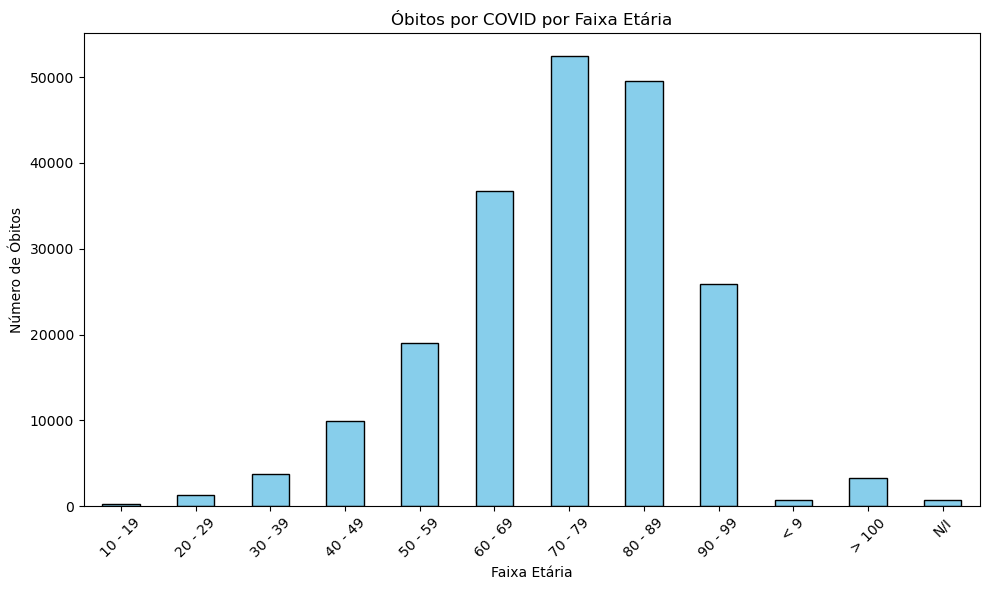 Óbitos por COVID por Faixa Etária
Número de Óbitos
50000
40000
30000
20000
10000
0
10 - 19
20 - 29
30 - 39
40 - 49
50 - 59
60 - 69
70 - 79
80 - 89
90 - 99
< 9
> 100
N/I
Faixa Etária